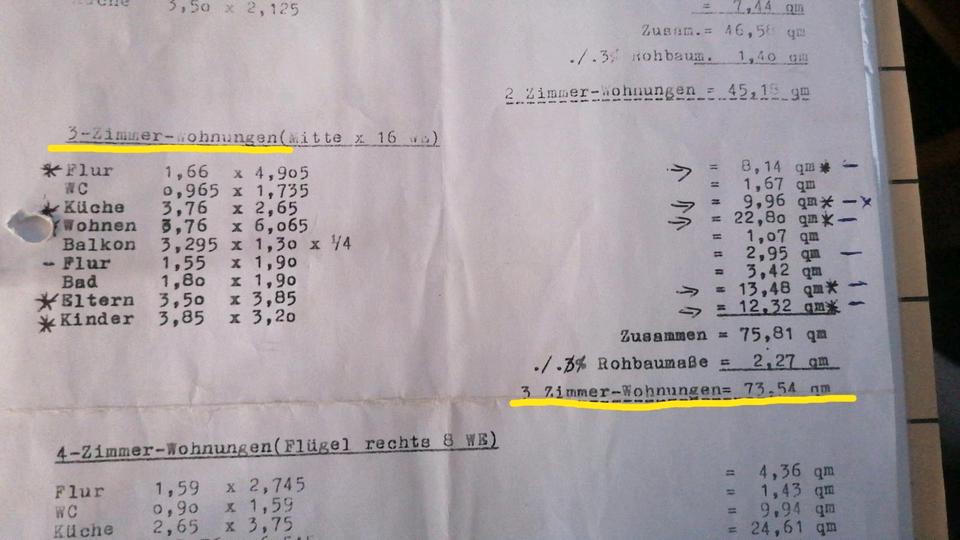 Küche 3,50 x 2,125 = 7,44 qm
Zusam.= 46,58 qm
./.3% Rohbaum. 1,40 qm
2 Zimmer-Wohnungen = 45,18 qm
3-Zimmer-Wohnungen(Mitte x 16 WE)
* Flur 1,66 x 4,905 → = 8,14 qm* –
WC 0,965 x 1,735 = 1,67 qm
* Küche 3,76 x 2,65 → = 9,96 qm* –x
* Wohnen 3,76 x 6,065 → = 22,80 qm* –
Balkon 3,295 x 1,30 x 1/4 = 1,07 qm
– Flur 1,55 x 1,90 = 2,95 qm –
Bad 1,80 x 1,90 = 3,42 qm
* Eltern 3,50 x 3,85 → = 13,48 qm* –
* Kinder 3,85 x 3,20 → = 12,32 qm* –
Zusammen = 75,81 qm
./.3% Rohbaumaße = 2,27 qm
3 Zimmer-Wohnungen= 73,54 qm
4-Zimmer-Wohnungen(Flügel rechts 8 WE)
Flur 1,59 x 2,745 = 4,36 qm
WC 0,90 x 1,59 = 1,43 qm
Küche 2,65 x 3,75 = 9,94 qm
= 24,61 qm